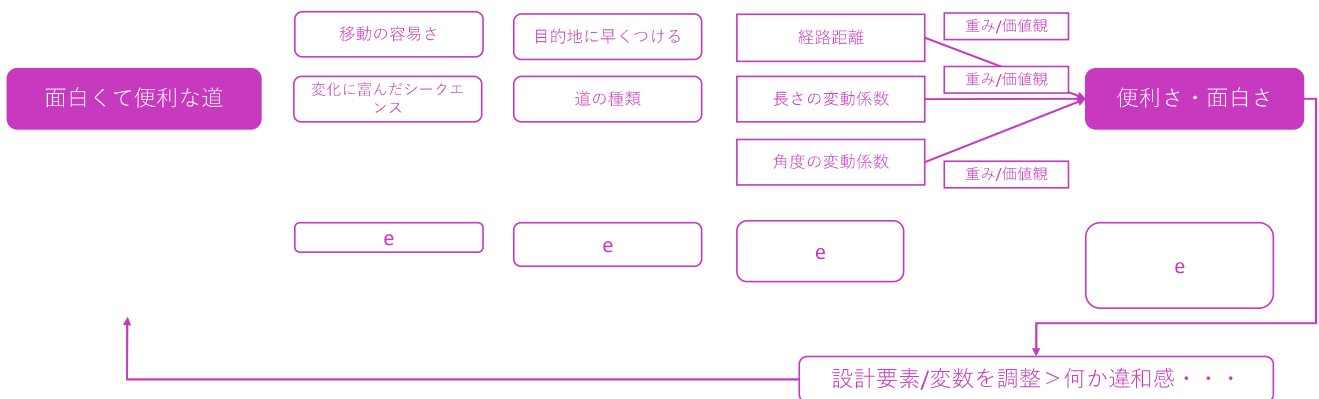 移動の容易さ
目的地に早くつける
経路距離
重み/価値観
面白くて便利な道
変化に富んだシークエ
ンス
道の種類
長さの変動係数
重み/価値観
便利さ・面白さ
角度の変動係数
重み/価値観
e
e
e
e
設計要素/変数を調整＞何か違和感・・・